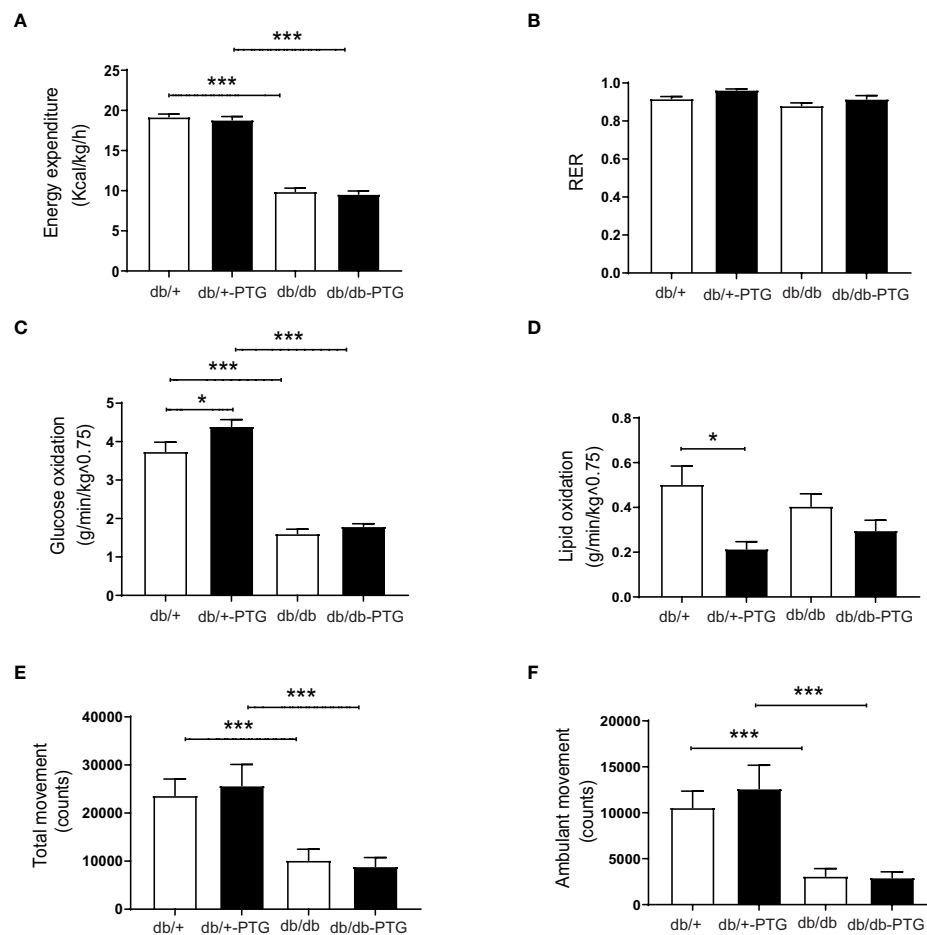 A
***
***
Energy expenditure
(Kcal/kg/h)
25
20
15
10
5
0
db/+ db/+-PTG db/db db/db-PTG
B
RER
1.0
0.8
0.6
0.4
0.2
0.0
db/+ db/+-PTG db/db db/db-PTG
C
***
***
*
Glucose oxidation
(g/min/kg^0.75)
5
4
3
2
1
0
db/+ db/+-PTG db/db db/db-PTG
D
*
Lipid oxidation
(g/min/kg^0.75)
0.8
0.6
0.4
0.2
0.0
db/+ db/+-PTG db/db db/db-PTG
E
***
***
Total movement
(counts)
40000
30000
20000
10000
0
db/+ db/+-PTG db/db db/db-PTG
F
***
***
Ambulant movement
(counts)
20000
15000
10000
5000
0
db/+ db/+-PTG db/db db/db-PTG